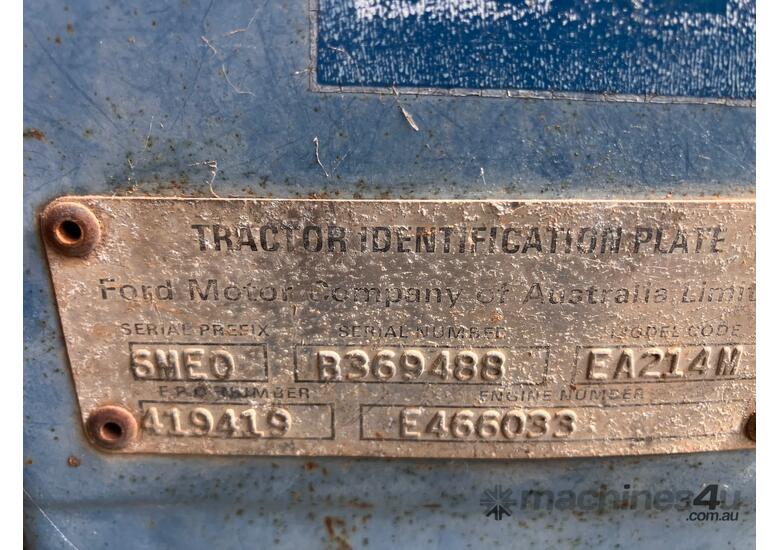 TRACTOR IDENTIFICATION PLATE
Ford Motor Company of Australia Limit
SERIAL PREFIX SERIAL NUMBER MODEL CODE
SMEO B369488 EA214M
E.P.O NUMBER ENGINE NUMBER
419419 E466033
machines4u
.com.au